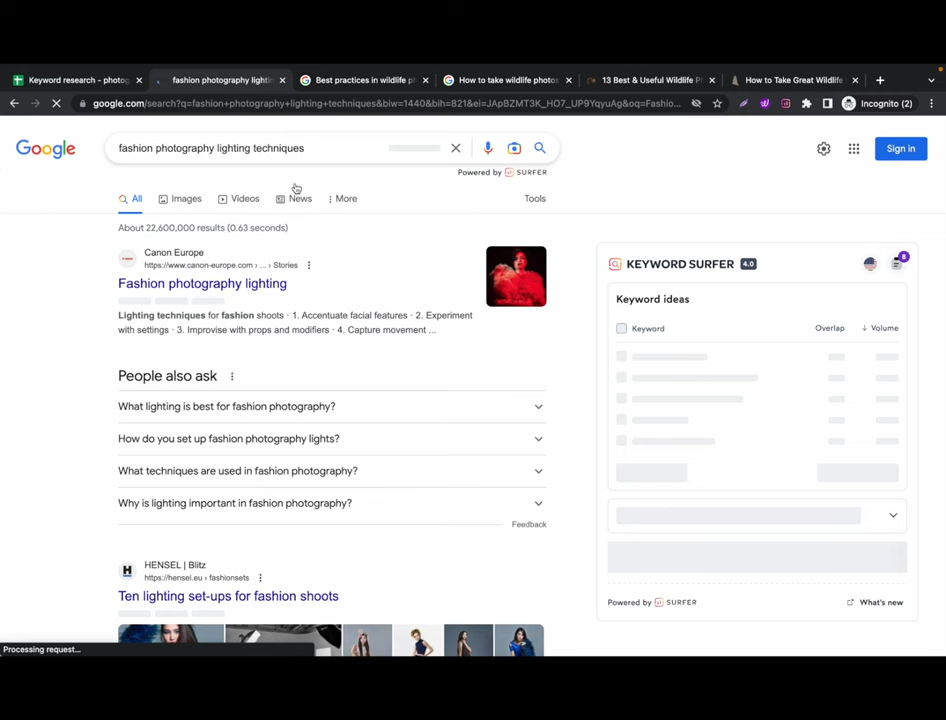 Keyword research - photog
fashion photography lightin
Best practices in wildlife ph
How to take wildlife photos
13 Best & Useful Wildlife P
How to Take Great Wildlife
google.com/search?q=fashion+photography+lighting+techniques&biw=1440&bih=821&ei=JApBZMT3K_HO7_UP9YqyuAg&oq=Fashio...
Incognito (2)
Google
fashion photography lighting techniques
Sign in
Powered by SURFER
All
Images
Videos
News
More
Tools
About 22,600,000 results (0.63 seconds)
Canon Europe
https://www.canon-europe.com › ... › Stories
Fashion photography lighting
Lighting techniques for fashion shoots · 1. Accentuate facial features · 2. Experiment
with settings · 3. Improvise with props and modifiers · 4. Capture movement ...
People also ask
What lighting is best for fashion photography?
How do you set up fashion photography lights?
What techniques are used in fashion photography?
Why is lighting important in fashion photography?
Feedback
H
HENSEL | Blitz
https://hensel.eu › fashionsets
Ten lighting set-ups for fashion shoots
KEYWORD SURFER 4.0
8
Keyword ideas
Keyword
Overlap
↓ Volume
Powered by SURFER
What's new
Processing request...